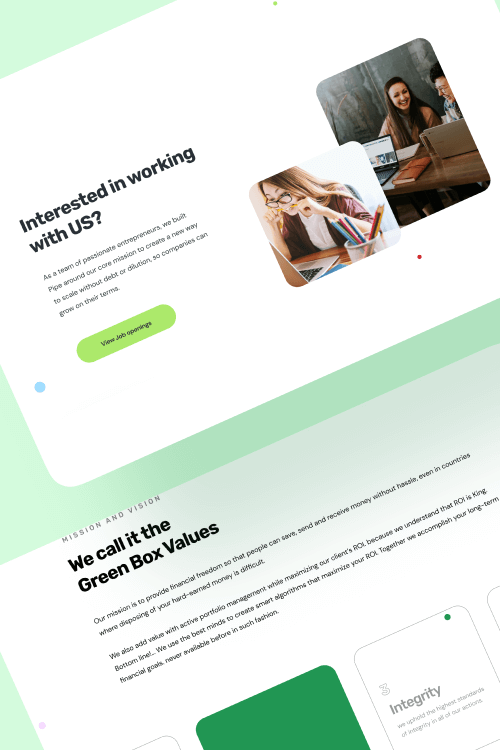 Interested in working
with US?
As a team of passionate entrepreneurs, we built
Pipe around our core mission to create a new way
to scale without debt or dilution, so companies can
grow on their terms.
View Job openings
MISSION AND VISION
We call it the
Green Box Values
Our mission is to provide financial freedom so that people can save, send and receive money without hassle, even in countries
where disposing of your hard-earned money is difficult.
We also add value with active portfolio management while maximizing our client's ROI, because we understand that ROI is King.
Bottom line!... We use the best minds to create smart algorithms that maximize your ROI. Together we accomplish your long-term
financial goals, never available before in such fashion.
3
Integrity
we uphold the highest standards
of integrity in all of our actions.